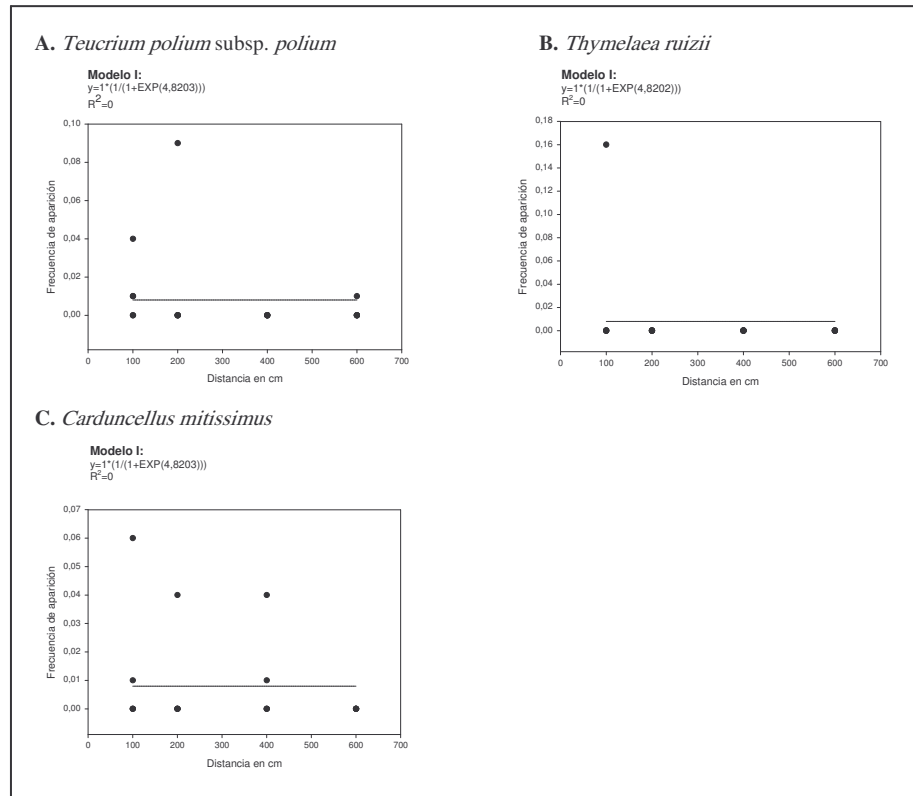 A. Teucrium polium subsp. polium
Modelo I:
y=1*(1/(1+EXP(4,8203)))
R²=0
0,10
0,08
0,06
0,04
0,02
0,00
Frecuencia de aparición
0 100 200 300 400 500 600 700
Distancia en cm
B. Thymelaea ruizii
Modelo I:
y=1*(1/(1+EXP(4,8202)))
R²=0
0,18
0,16
0,14
0,12
0,10
0,08
0,06
0,04
0,02
0,00
Frecuencia de aparición
0 100 200 300 400 500 600 700
Distancia en cm
C. Carduncellus mitissimus
Modelo I:
y=1*(1/(1+EXP(4,8203)))
R²=0
0,07
0,06
0,05
0,04
0,03
0,02
0,01
0,00
Frecuencia de aparición
0 100 200 300 400 500 600 700
Distancia en cm